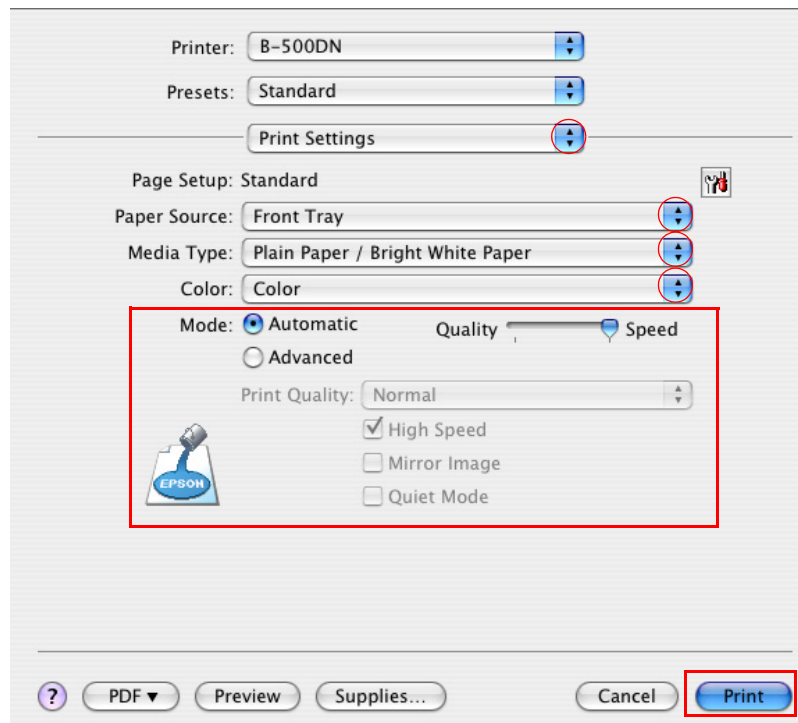 Printer: B-500DN
Presets: Standard
Print Settings
Page Setup: Standard
Paper Source: Front Tray
Media Type: Plain Paper / Bright White Paper
Color: Color
Mode: Automatic Quality Speed
Advanced
Print Quality: Normal
High Speed
Mirror Image
EPSON
Quiet Mode
? PDF ▼ Preview Supplies... Cancel Print